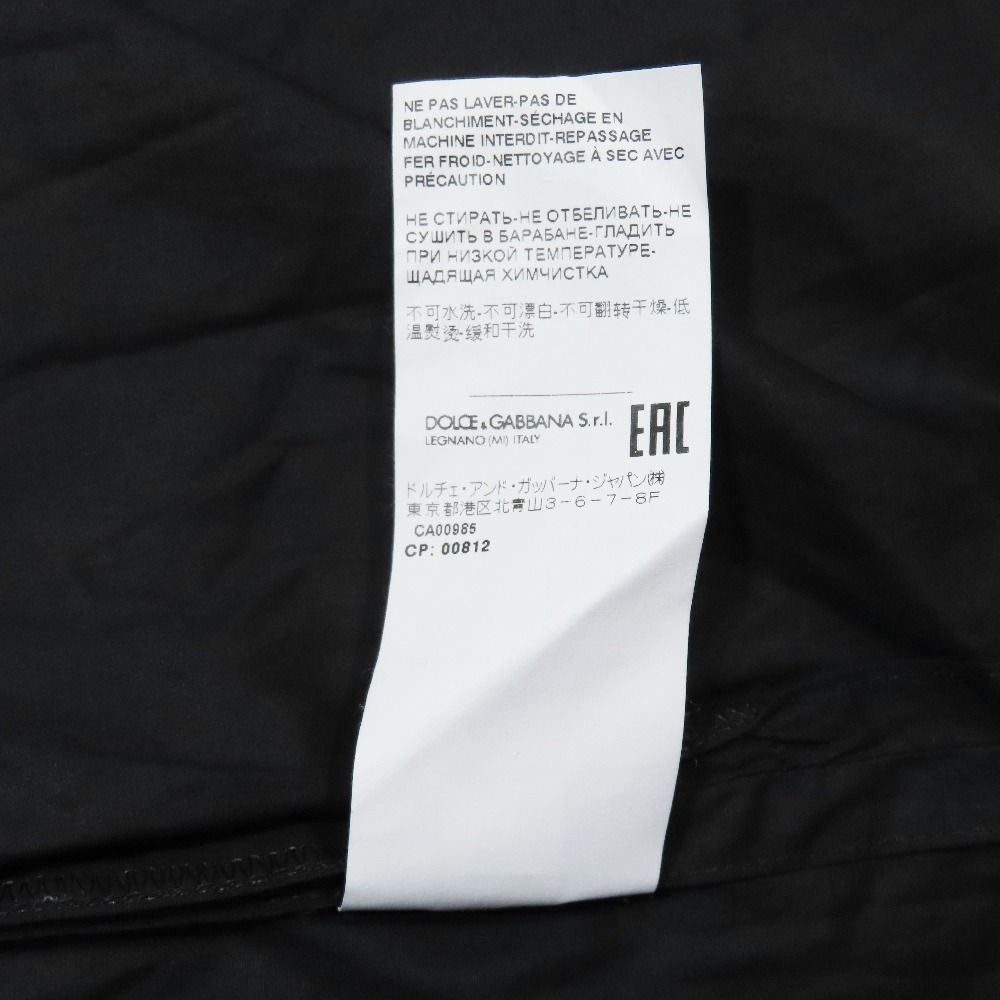 NE PAS LAVER-PAS DE
BLANCHIMENT-SÉCHAGE EN
MACHINE INTERDIT-REPASSAGE
FER FROID-NETTOYAGE À SEC AVEC
PRÉCAUTION
НЕ СТИРАТЬ-НЕ ОТБЕЛИВАТЬ-НЕ
СУШИТЬ В БАРАБАНЕ-ГЛАДИТЬ
ПРИ НИЗКОЙ ТЕМПЕРАТУРЕ-
ЩАДЯЩАЯ ХИМЧИСТКА
不可水洗-不可漂白-不可翻转干燥-低
温熨烫-缓和干洗
DOLCE & GABBANA S.r.l.
LEGNANO (MI) ITALY
EAC
ドルチェ・アンド・ガッバーナ・ジャパン㈱
東京都港区北青山3-6-7-8F
CA00985
CP: 00812